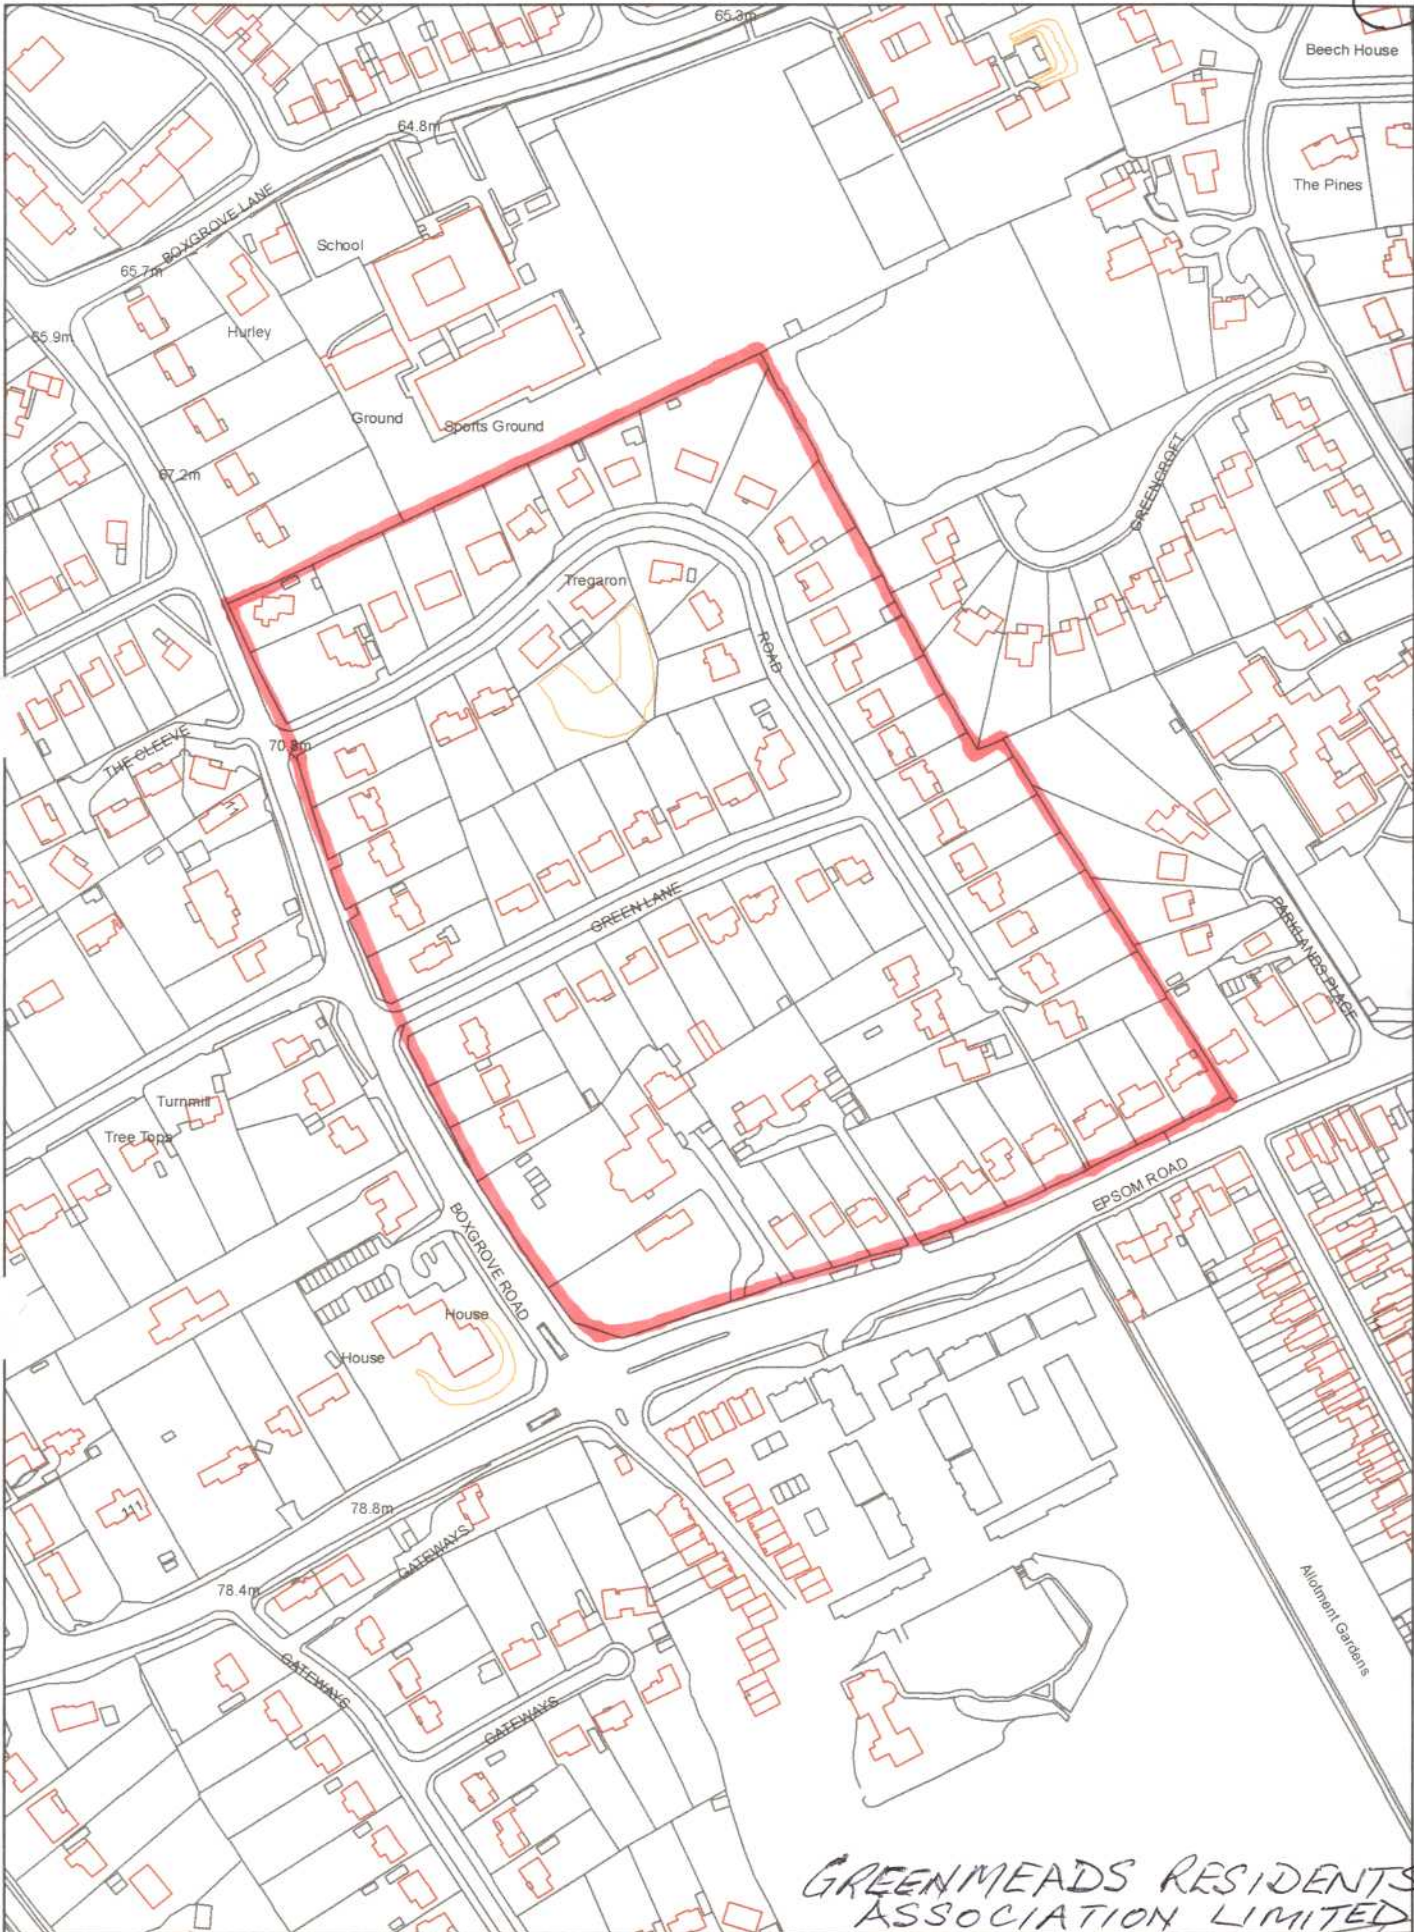 65.3m
Beech House
64.8m
The Pines
BOXGROVE LANE
School
65.7m
Hurley
65.9m
Ground
Sports Ground
67.2m
GREENCROFT
Tregaron
ROAD
THE CLEEVE
11
GREEN LANE
PARKLANDS PLACE
Turnmill
Tree Tops
EPSOM ROAD
BOXGROVE ROAD
House
House
111
78.8m
GATEWAYS
78.4m
Allotment Gardens
GATEWAYS
GATEWAYS
GREENMEADS RESIDENTS
ASSOCIATION LIMITED